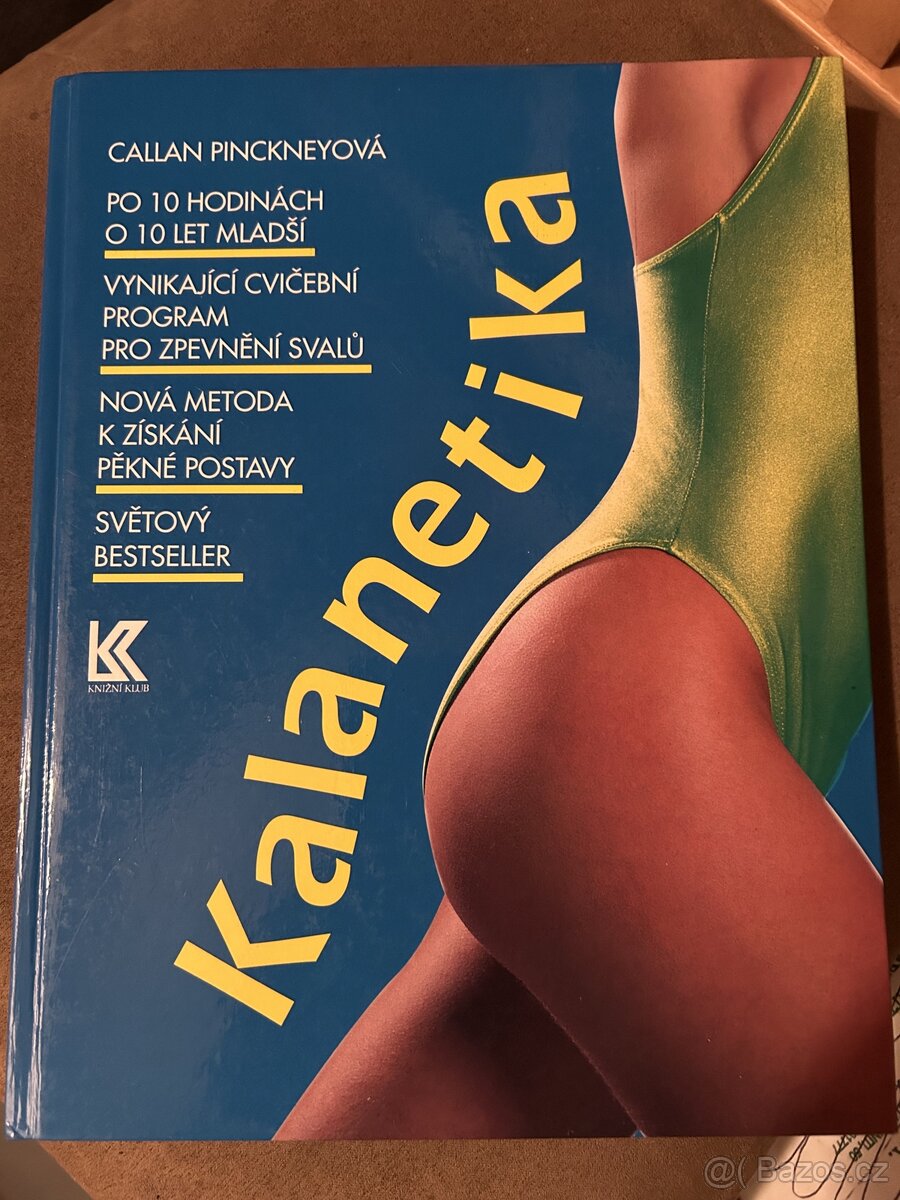 CALLAN PINCKNEYOVÁ
PO 10 HODINÁCH
O 10 LET MLADŠÍ
VYNIKAJÍCÍ CVIČEBNÍ
PROGRAM
PRO ZPEVNĚNÍ SVALŮ
NOVÁ METODA
K ZÍSKÁNÍ
PĚKNÉ POSTAVY
SVĚTOVÝ
BESTSELLER
KNIŽNÍ KLUB
Kalanetika
@( Bazos.cz